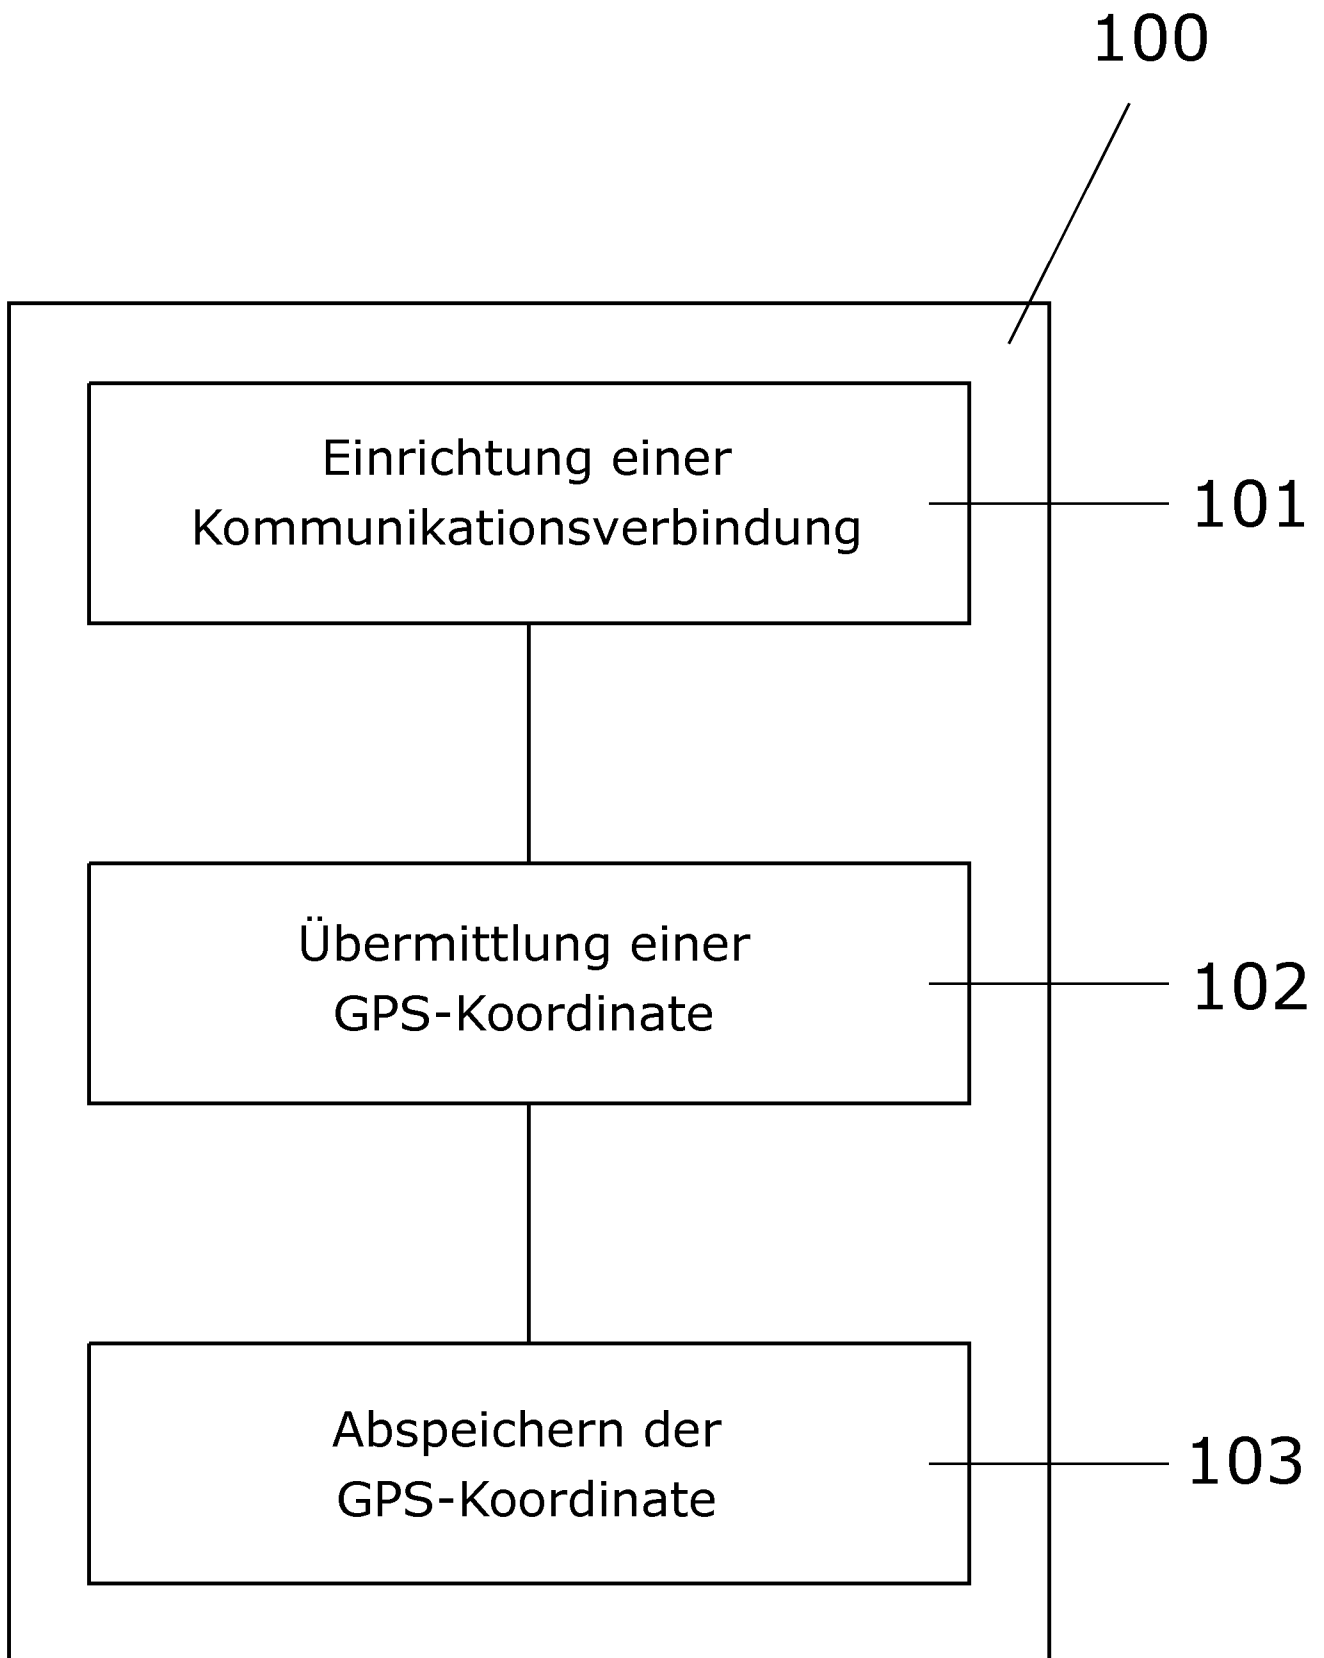 100
Einrichtung einer
Kommunikationsverbindung
101
Übermittlung einer
GPS-Koordinate
102
Abspeichern der
GPS-Koordinate
103